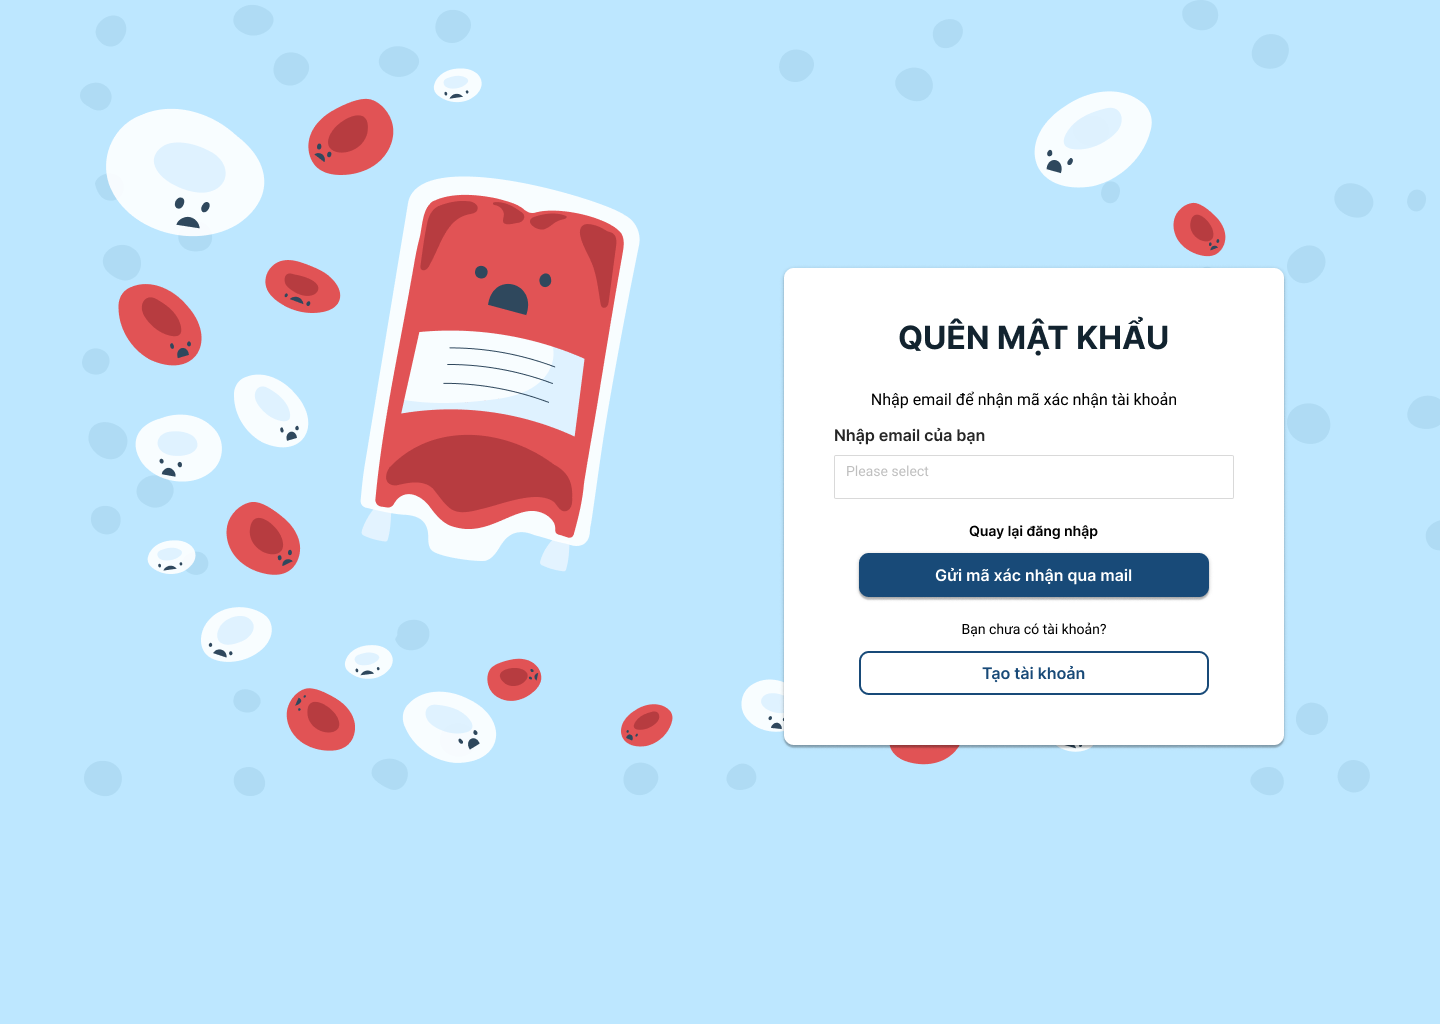 QUÊN MẬT KHẨU
Nhập email để nhận mã xác nhận tài khoản
Nhập email của bạn
Please select
Quay lại đăng nhập
Gửi mã xác nhận qua mail
Bạn chưa có tài khoản?
Tạo tài khoản